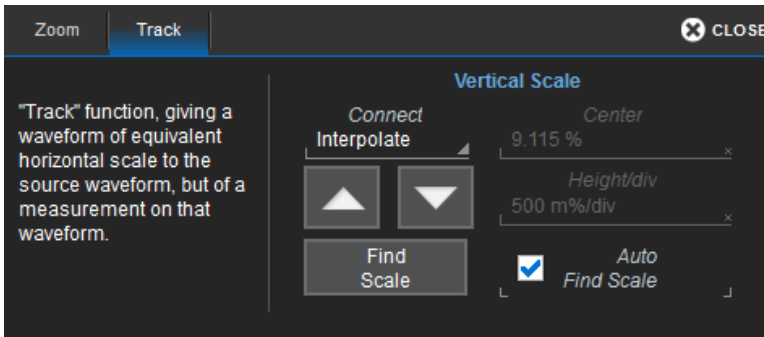 Zoom
Track
CLOSE
"Track" function, giving a
waveform of equivalent
horizontal scale to the
source waveform, but of a
measurement on that
waveform.
Vertical Scale
Connect
Interpolate
Center
9.115 %
Height/div
500 m%/div
Find
Scale
Auto
Find Scale